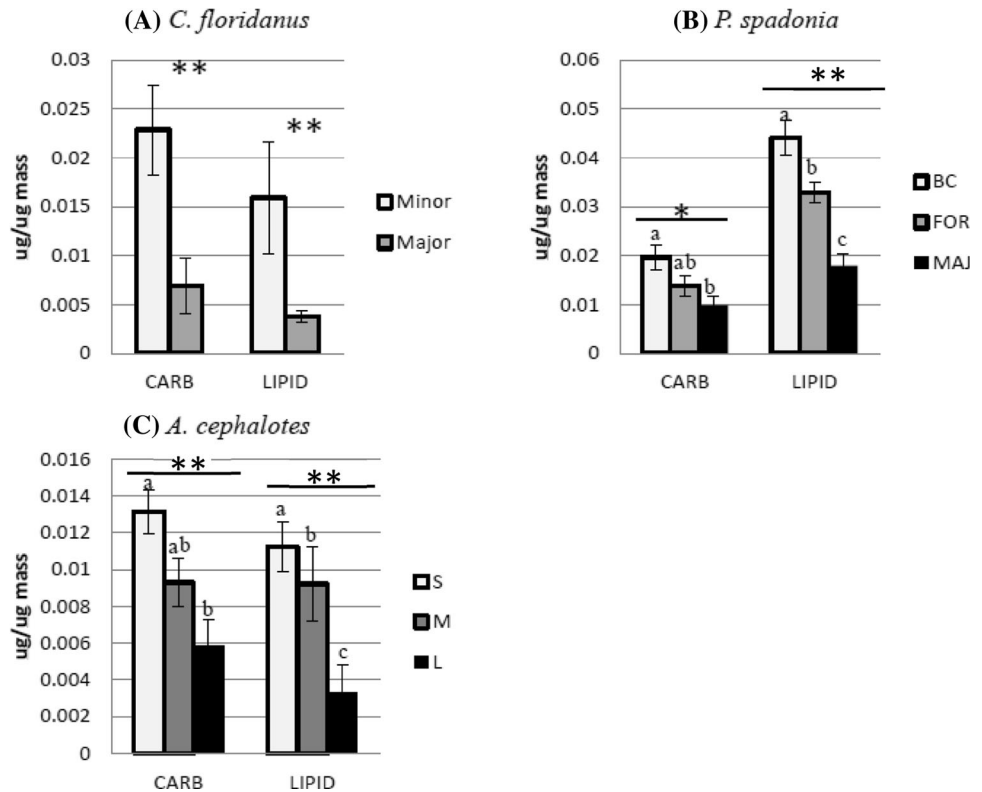 (A) C. floridanus
0.03
0.025
0.02
0.015
0.01
0.005
0
ug/ug mass
**
**
CARB
LIPID
Minor
Major
(B) P. spadonia
0.06
0.05
0.04
0.03
0.02
0.01
0
ug/ug mass
*
a
ab
b
**
a
b
c
CARB
LIPID
BC
FOR
MAJ
(C) A. cephalotes
0.016
0.014
0.012
0.01
0.008
0.006
0.004
0.002
0
ug/ug mass
**
a
ab
b
**
a
b
c
CARB
LIPID
S
M
L